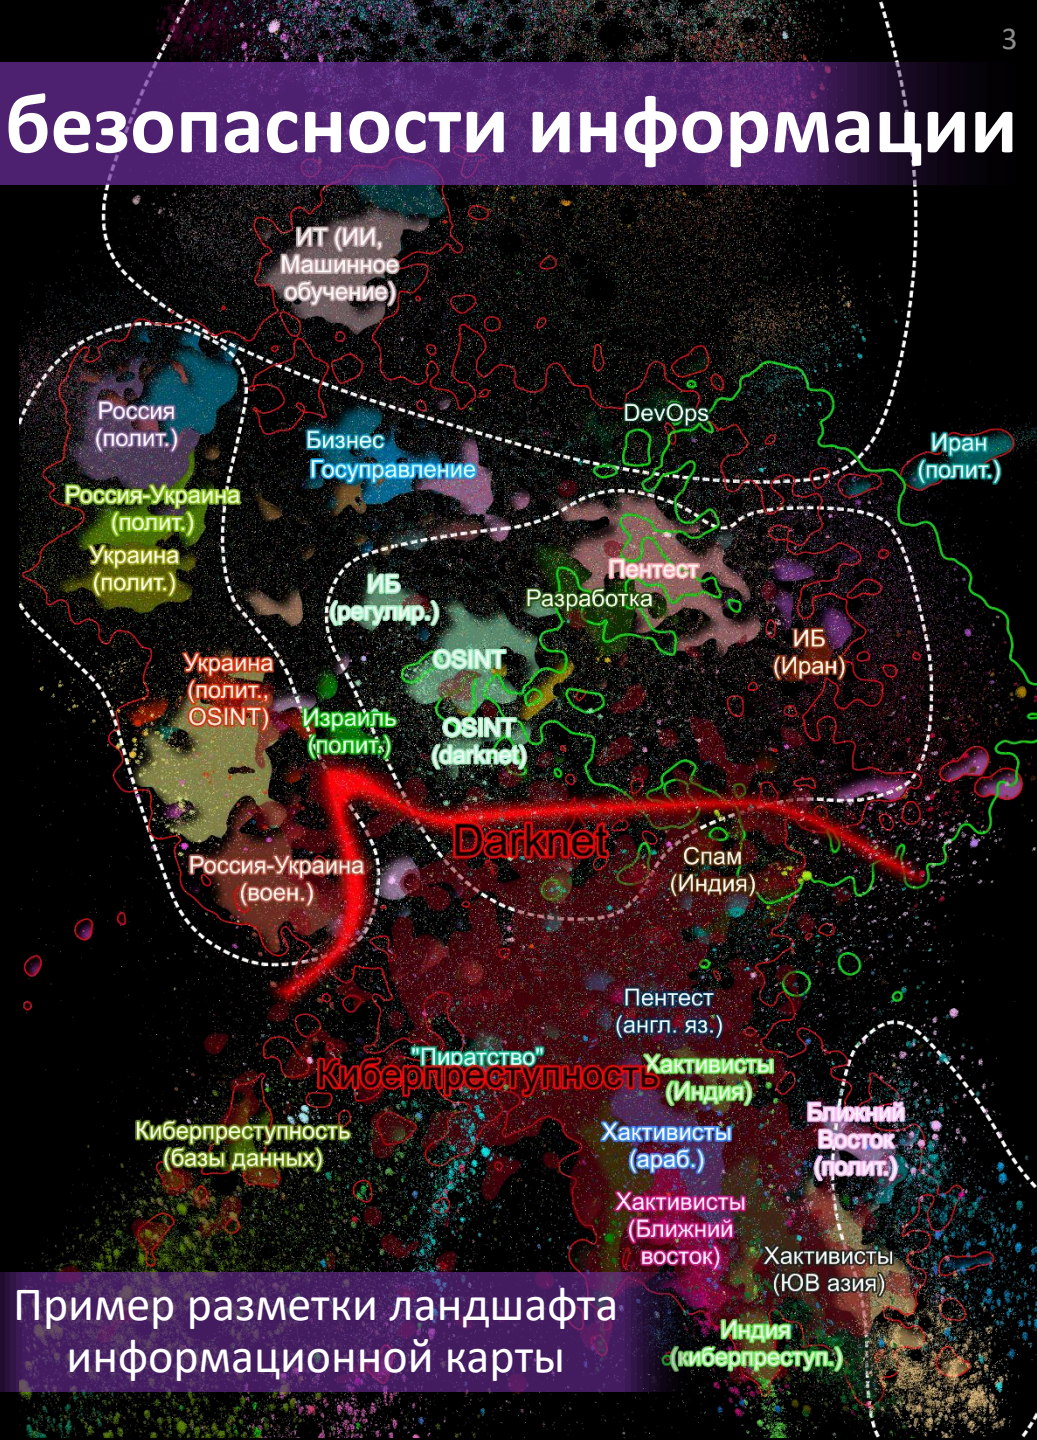 3
безопасности информации
ИТ (ИИ,
Машинное
обучение)
Россия
(полит.)
DevOps
Бизнес
Госуправление
Иран
(полит.)
Россия-Украина
(полит.)
Украина
(полит.)
ИБ
(регулир.)
Пентест
Разработка
ИБ
(Иран)
OSINT
Украина
(полит.,
OSINT)
Израиль
(полит.)
OSINT
(darknet)
Darknet
Спам
(Индия)
Россия-Украина
(воен.)
Пентест
(англ. яз.)
"Пиратство"
Киберпреступность
Хактивисты
(Индия)
Киберпреступность
(базы данных)
Хактивисты
(араб.)
Ближний
Восток
(полит.)
Хактивисты
(Ближний
восток)
Хактивисты
(ЮВ азия)
Индия
(киберпреступ.)
Пример разметки ландшафта
информационной карты